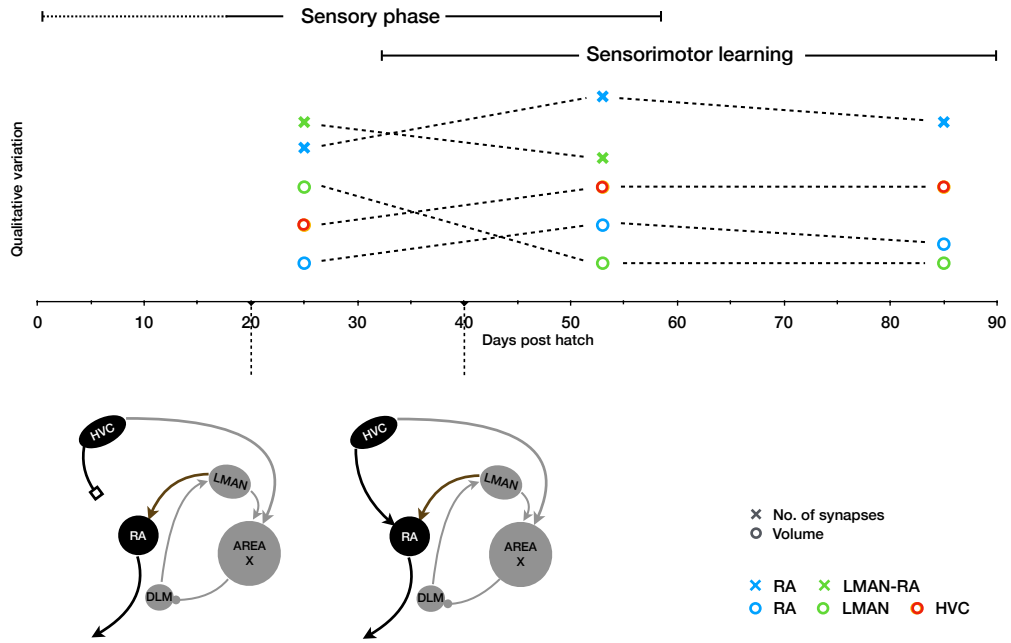 Sensory phase
Sensorimotor learning
Qualitative variation
0 10 20 30 40 50 60 70 80 90
Days post hatch
HVC
LMAN
RA
AREA
X
DLM
HVC
LMAN
RA
AREA
X
DLM
No. of synapses
Volume
RA LMAN-RA
RA LMAN HVC